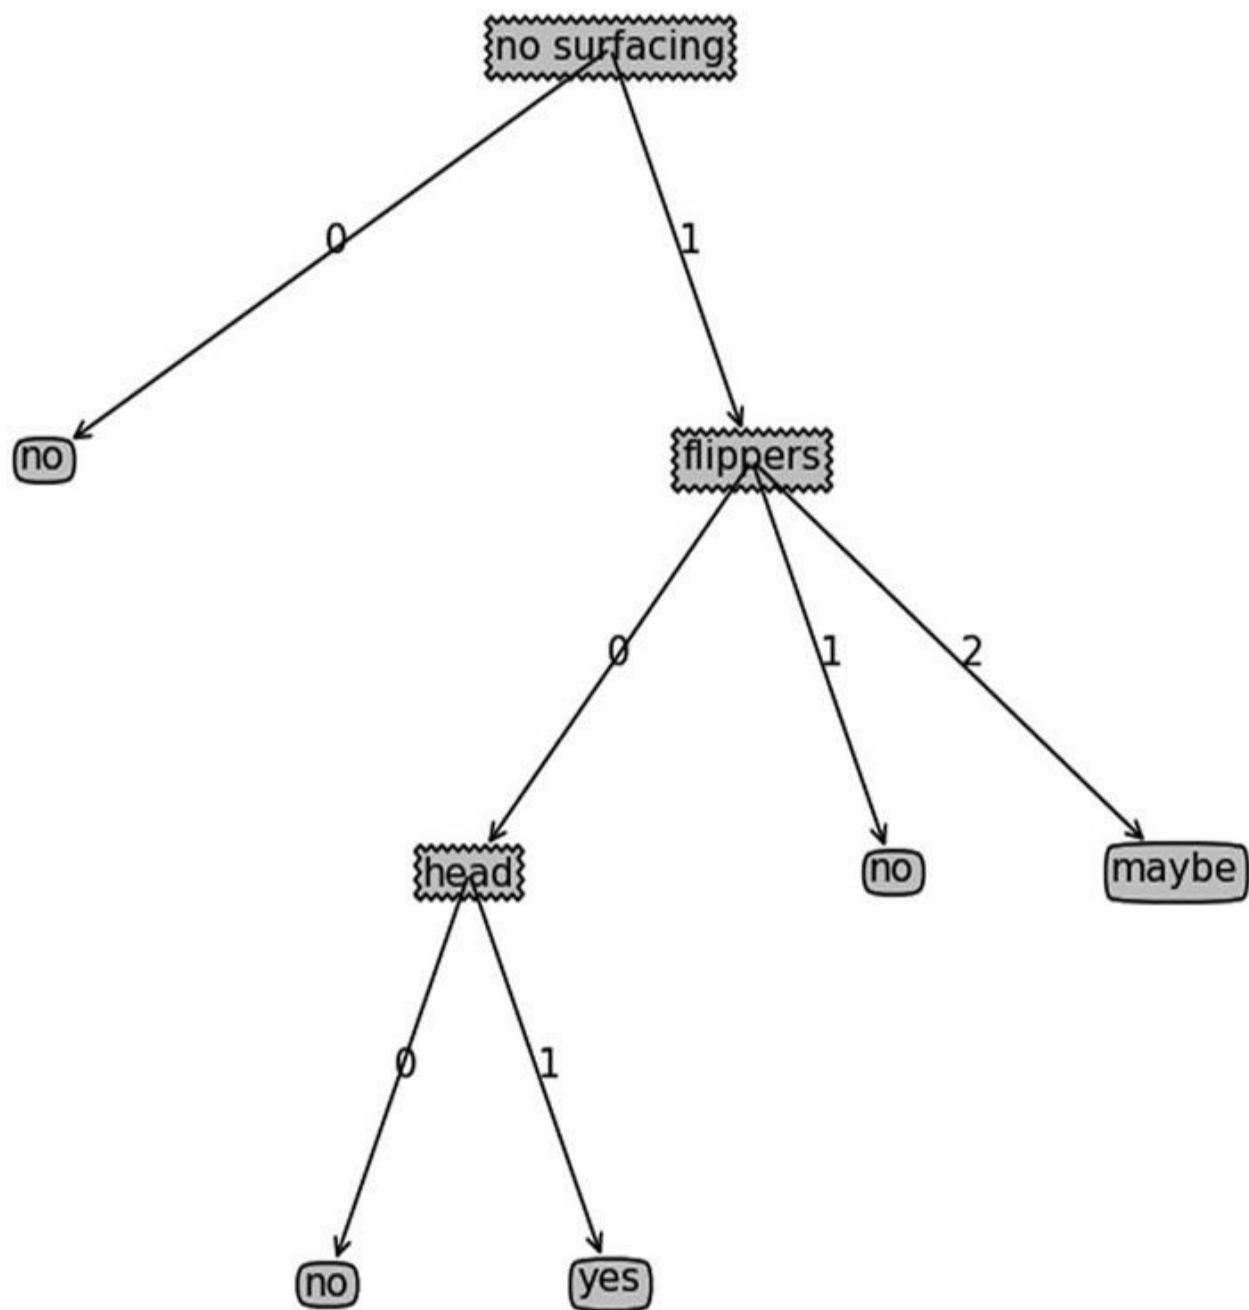 no surfacing
0
1
no
flippers
0
1
2
head
no
maybe
0
1
no
yes